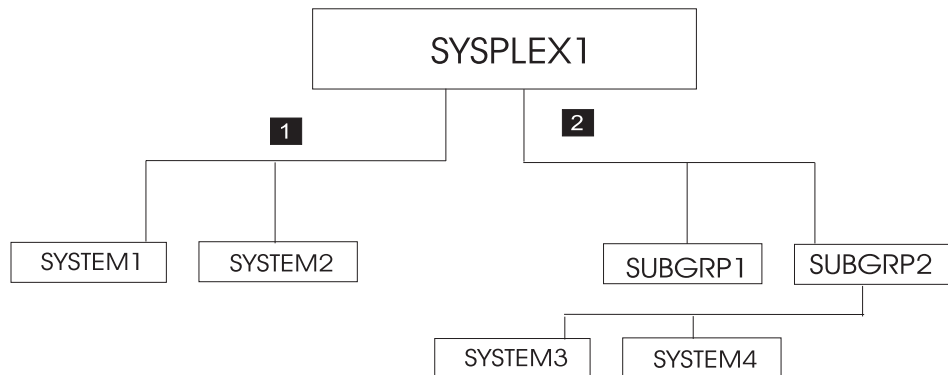 SYSPLEX1
1
2
SYSTEM1
SYSTEM2
SUBGRP1
SUBGRP2
SYSTEM3
SYSTEM4